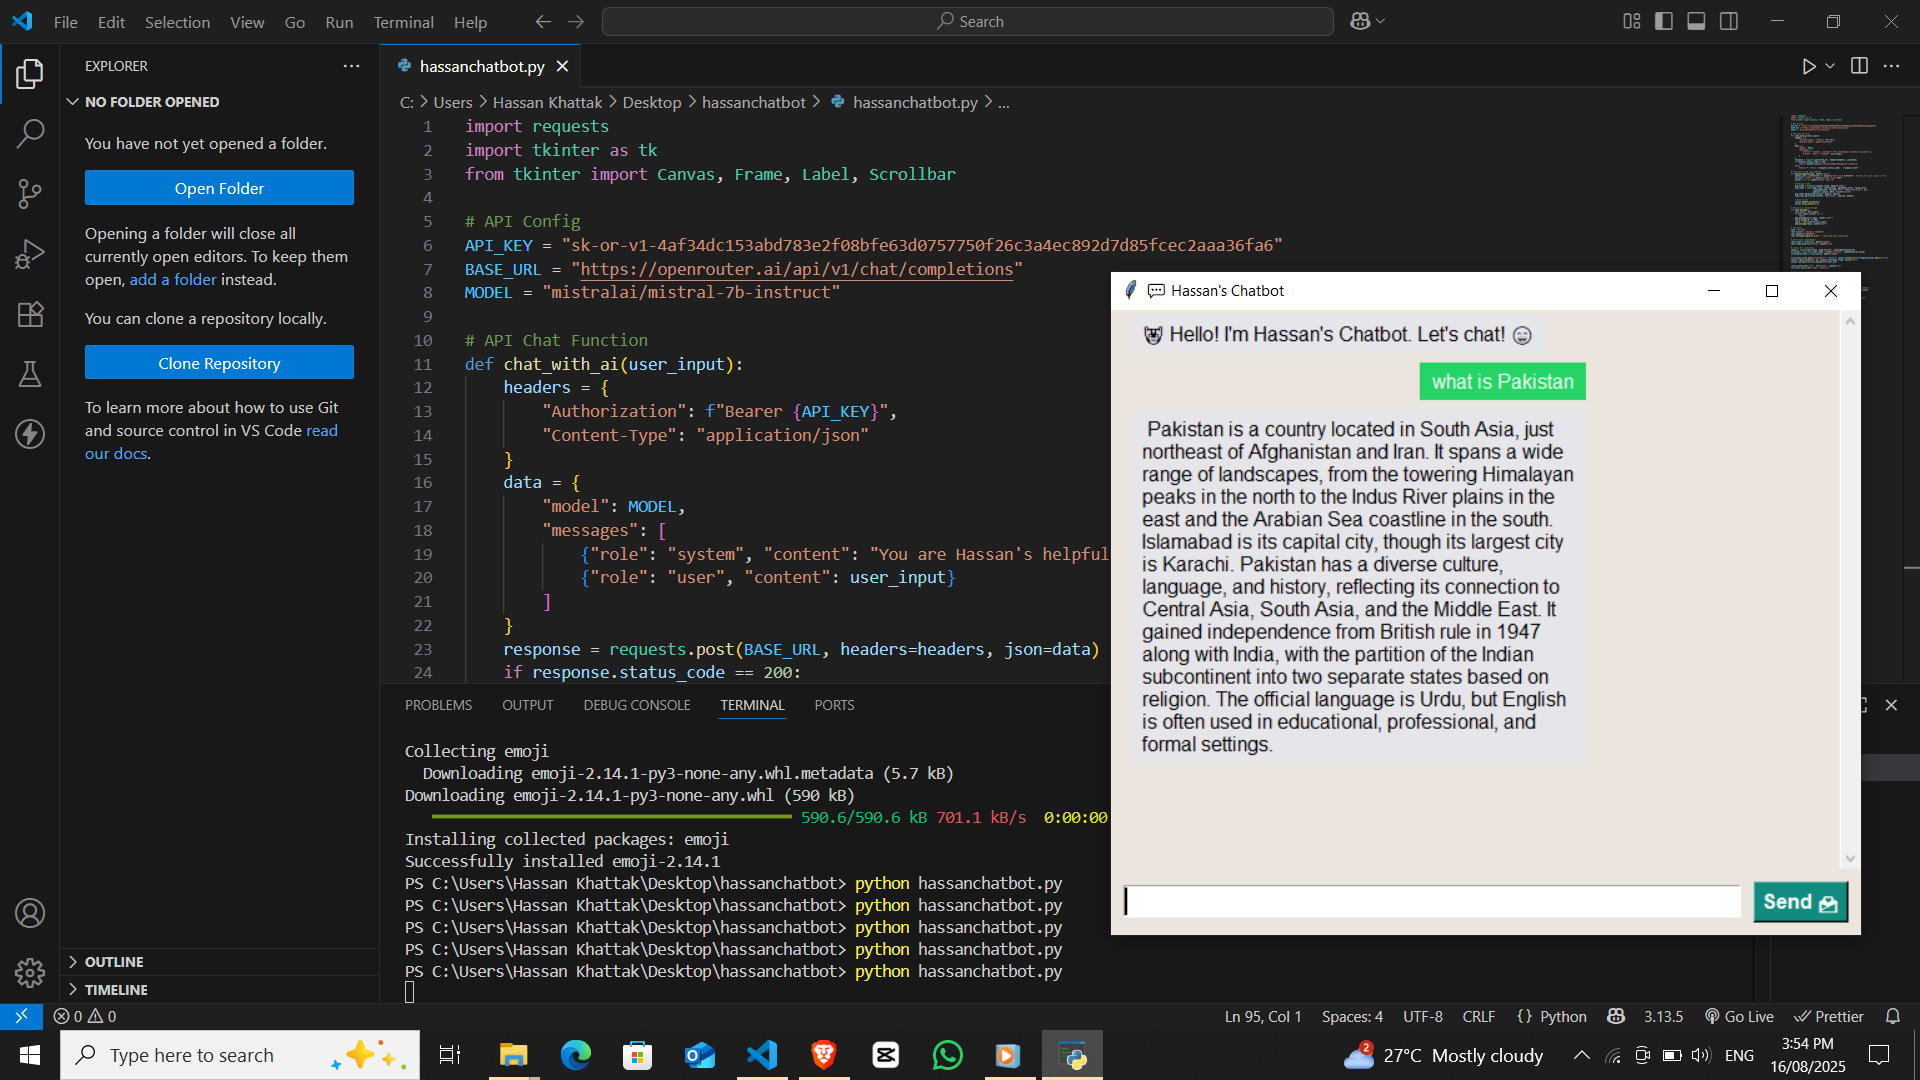 File Edit Selection View Go Run Terminal Help
Search
EXPLORER
NO FOLDER OPENED
You have not yet opened a folder.
Open Folder
Opening a folder will close all
currently open editors. To keep them
open, add a folder instead.
You can clone a repository locally.
Clone Repository
To learn more about how to use Git
and source control in VS Code read
our docs.
OUTLINE
TIMELINE
hassanchatbot.py
C: > Users > Hassan Khattak > Desktop > hassanchatbot > hassanchatbot.py > ...
1 import requests
2 import tkinter as tk
3 from tkinter import Canvas, Frame, Label, Scrollbar
4
5 # API Config
6 API_KEY = "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"
7 BASE_URL = "https://openrouter.ai/api/v1/chat/completions"
8 MODEL = "mistralai/mistral-7b-instruct"
9
10 # API Chat Function
11 def chat_with_ai(user_input):
12 headers = {
13 "Authorization": f"Bearer {API_KEY}",
14 "Content-Type": "application/json"
15 }
16 data = {
17 "model": MODEL,
18 "messages": [
19 {"role": "system", "content": "You are Hassan's helpful
20 {"role": "user", "content": user_input}
21 ]
22 }
23 response = requests.post(BASE_URL, headers=headers, json=data)
24 if response.status_code == 200:
PROBLEMS OUTPUT DEBUG CONSOLE TERMINAL PORTS
Collecting emoji
Downloading emoji-2.14.1-py3-none-any.whl.metadata (5.7 kB)
Downloading emoji-2.14.1-py3-none-any.whl (590 kB)
590.6/590.6 kB 701.1 kB/s 0:00:00
Installing collected packages: emoji
Successfully installed emoji-2.14.1
PS C:\Users\Hassan Khattak\Desktop\hassanchatbot> python hassanchatbot.py
PS C:\Users\Hassan Khattak\Desktop\hassanchatbot> python hassanchatbot.py
PS C:\Users\Hassan Khattak\Desktop\hassanchatbot> python hassanchatbot.py
PS C:\Users\Hassan Khattak\Desktop\hassanchatbot> python hassanchatbot.py
PS C:\Users\Hassan Khattak\Desktop\hassanchatbot> python hassanchatbot.py
Hassan's Chatbot
Hello! I'm Hassan's Chatbot. Let's chat! 😄
what is Pakistan
Pakistan is a country located in South Asia, just
northeast of Afghanistan and Iran. It spans a wide
range of landscapes, from the towering Himalayan
peaks in the north to the Indus River plains in the
east and the Arabian Sea coastline in the south.
Islamabad is its capital city, though its largest city
is Karachi. Pakistan has a diverse culture,
language, and history, reflecting its connection to
Central Asia, South Asia, and the Middle East. It
gained independence from British rule in 1947
along with India, with the partition of the Indian
subcontinent into two separate states based on
religion. The official language is Urdu, but English
is often used in educational, professional, and
formal settings.
Send
0 0
Ln 95, Col 1 Spaces: 4 UTF-8 CRLF {} Python 3.13.5 Go Live Prettier
Type here to search
2
27°C Mostly cloudy
ENG
3:54 PM
16/08/2025